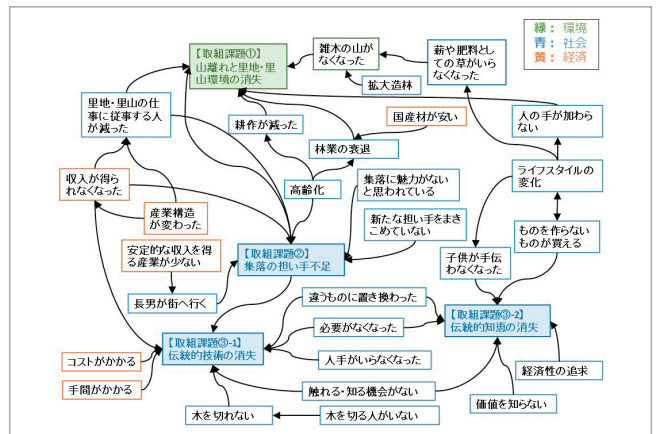 緑： 環境
青： 社会
黄： 経済
【取組課題①】
山離れと里地・里
山環境の消失
雑木の山が
なくなった
薪や肥料とし
ての草がいら
なくなった
拡大造林
里地・里山の仕
事に従事する人
が減った
耕作が減った
国産材が安い
人の手が加わら
ない
林業の衰退
収入が得ら
れなくなった
高齢化
集落に魅力がない
と思われている
ライフスタイルの
変化
産業構造
が変わった
新たな担い手をまき
こめていない
ものを作らない
ものが買える
安定的な収入を得
る産業が少ない
【取組課題②】
集落の担い手不足
子供が手伝
わなくなった
長男が街へ行く
違うものに置き換わった
【取組課題③-2】
伝統的知恵の消失
【取組課題③-1】
伝統的技術の消失
必要がなくなった
コストがかかる
人手がいらなくなった
経済性の追求
手間がかかる
触れる・知る機会がない
価値を知らない
木を切れない
木を切る人がいない